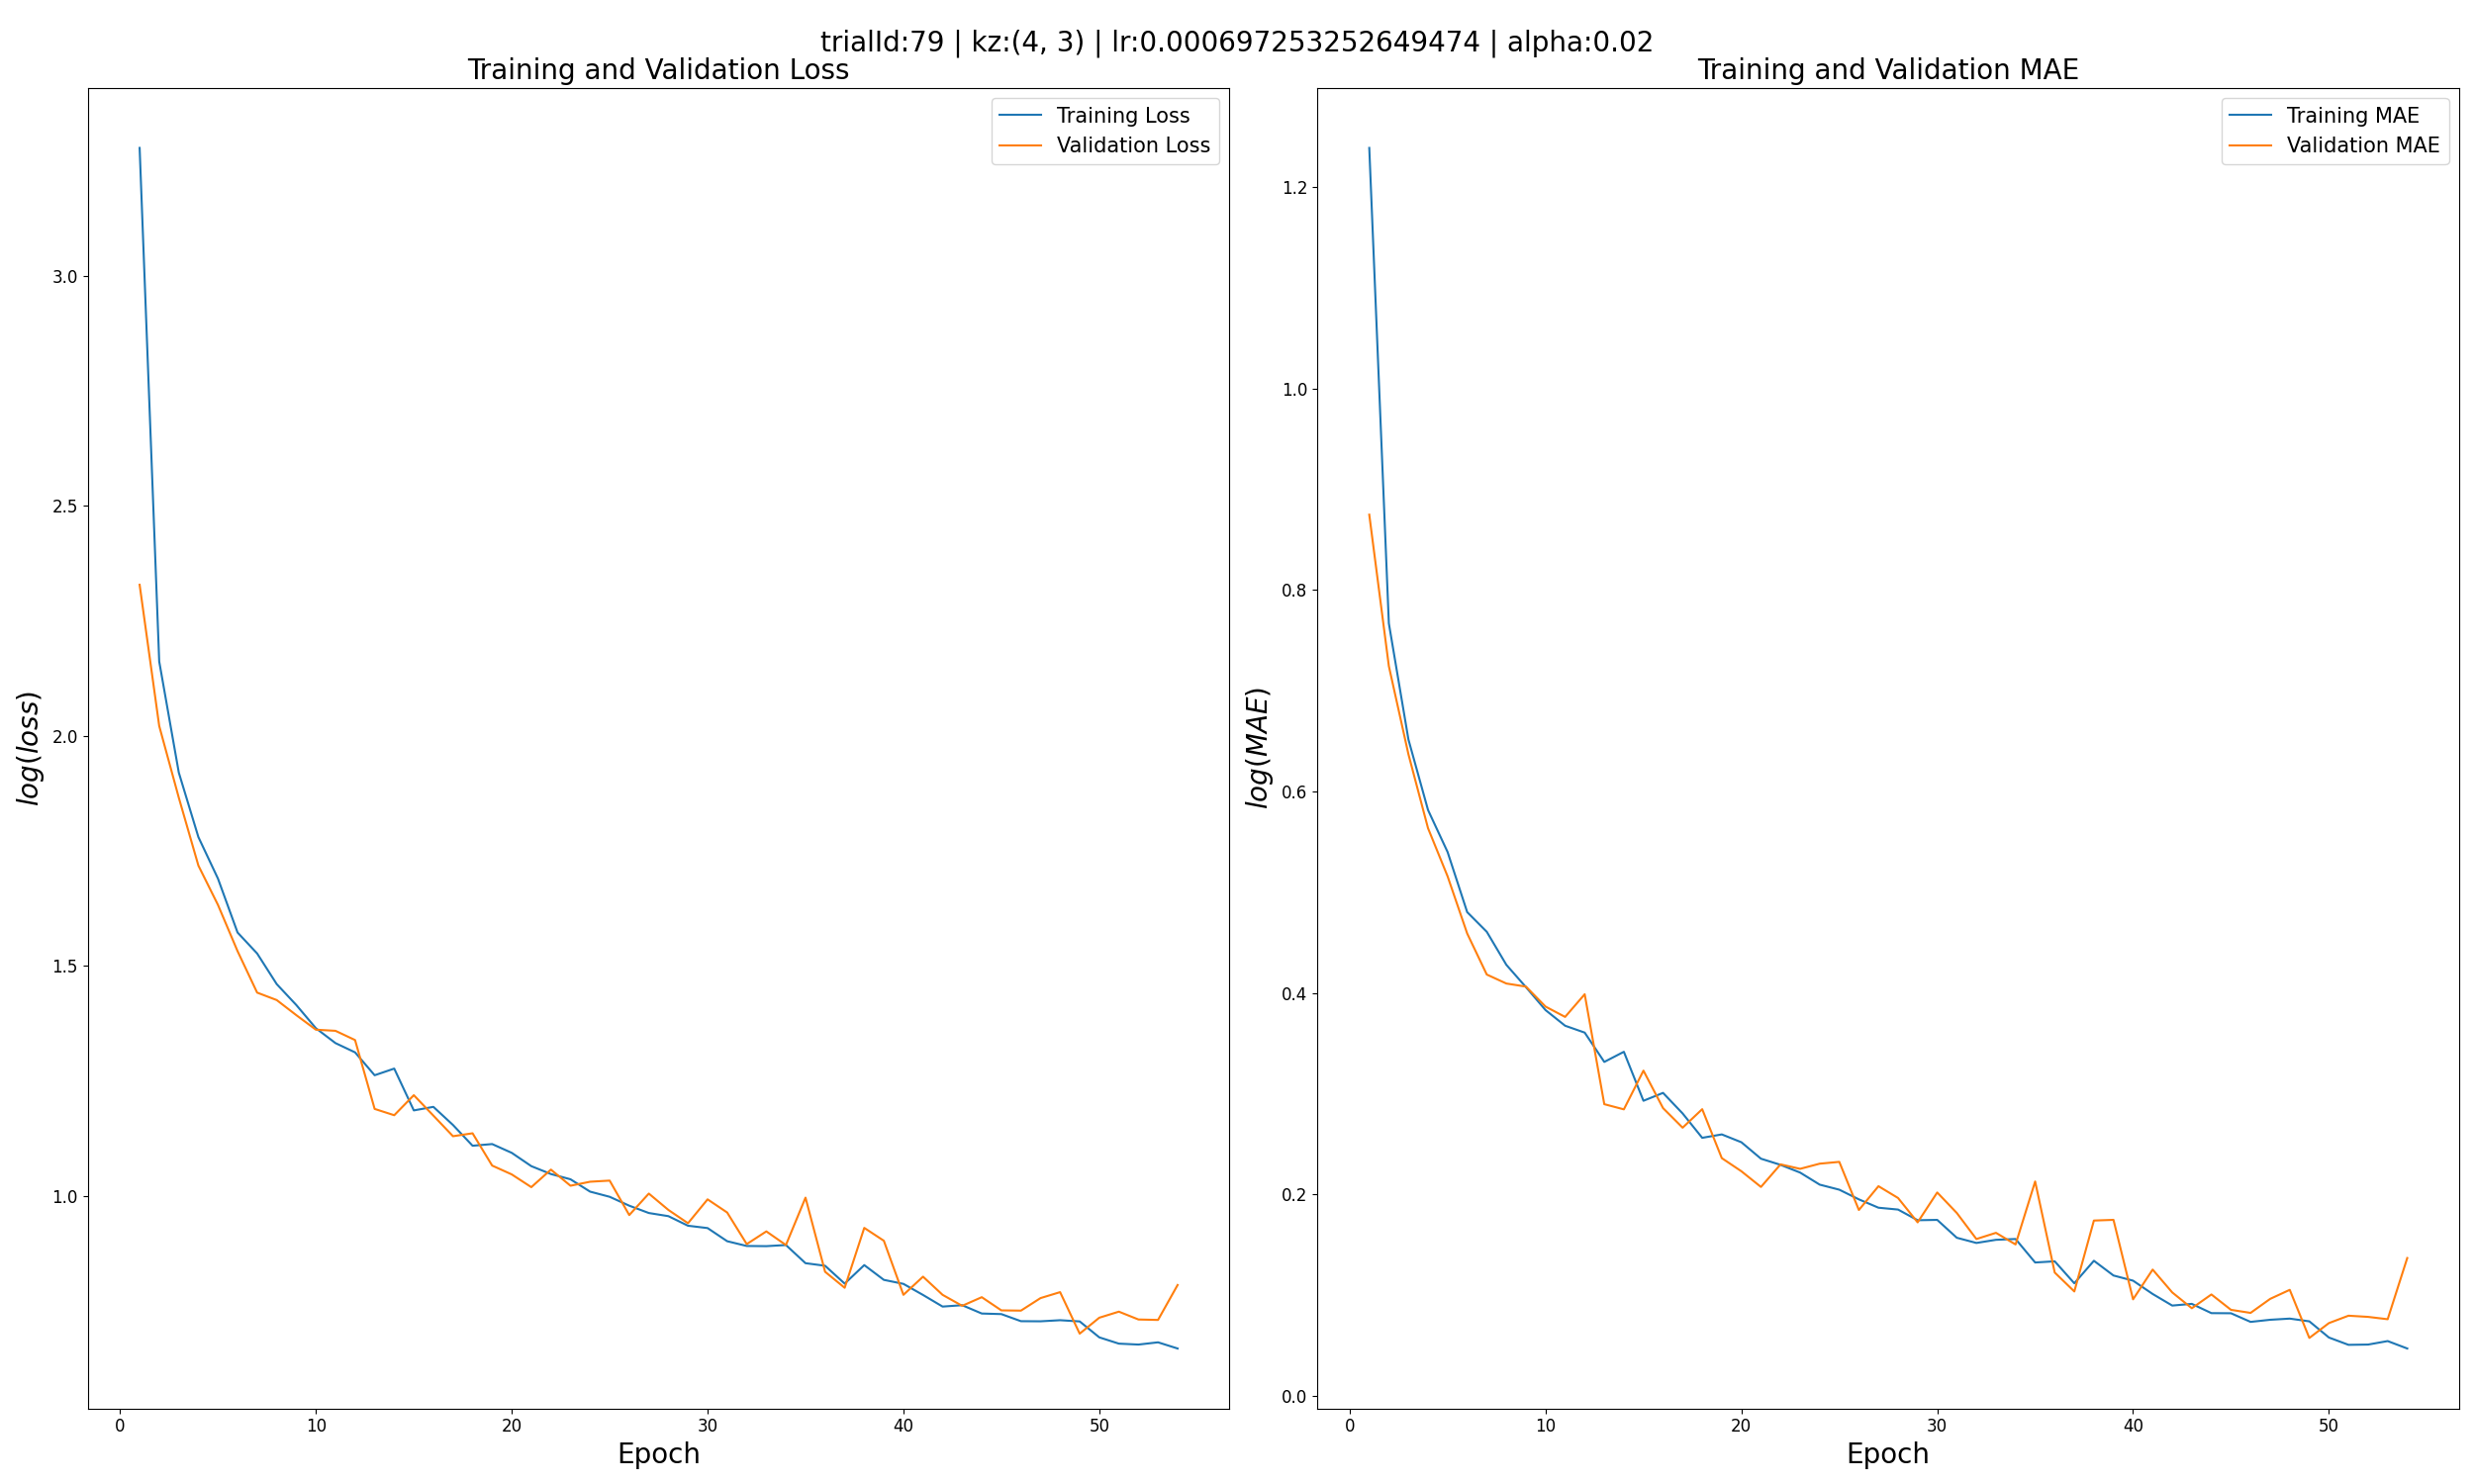 trialId:79 | kz:(4, 3) | lr:0.000697253252649474 | alpha:0.02
Training and Validation Loss
Training Loss
Validation Loss
3.0
2.5
2.0
1.5
1.0
log(loss)
0
10
20
30
40
50
Epoch
Training and Validation MAE
Training MAE
Validation MAE
1.2
1.0
0.8
0.6
0.4
0.2
0.0
log(MAE)
0
10
20
30
40
50
Epoch